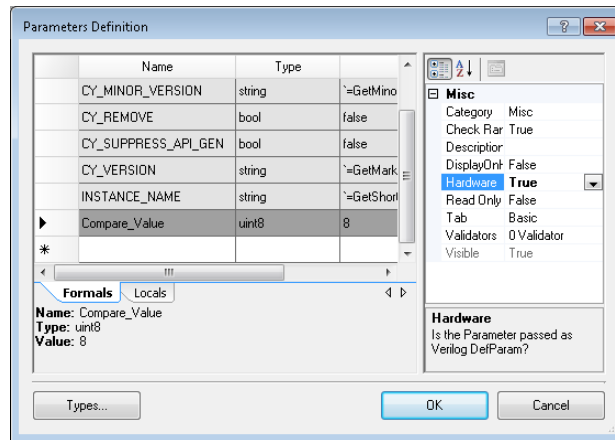 Parameters Definition
Name Type
CY_MINOR_VERSION string `=GetMino
CY_REMOVE bool false
CY_SUPPRESS_API_GEN bool false
CY_VERSION string `=GetMark
INSTANCE_NAME string `=GetShort
Compare_Value uint8 8
Formals Locals
Name: Compare_Value
Type: uint8
Value: 8
Misc
Category Misc
Check Rar True
Description
DisplayOnl False
Hardware True
Read Only False
Tab Basic
Validators 0 Validator
Visible True
Hardware
Is the Parameter passed as
Verilog DefParam?
Types... OK Cancel